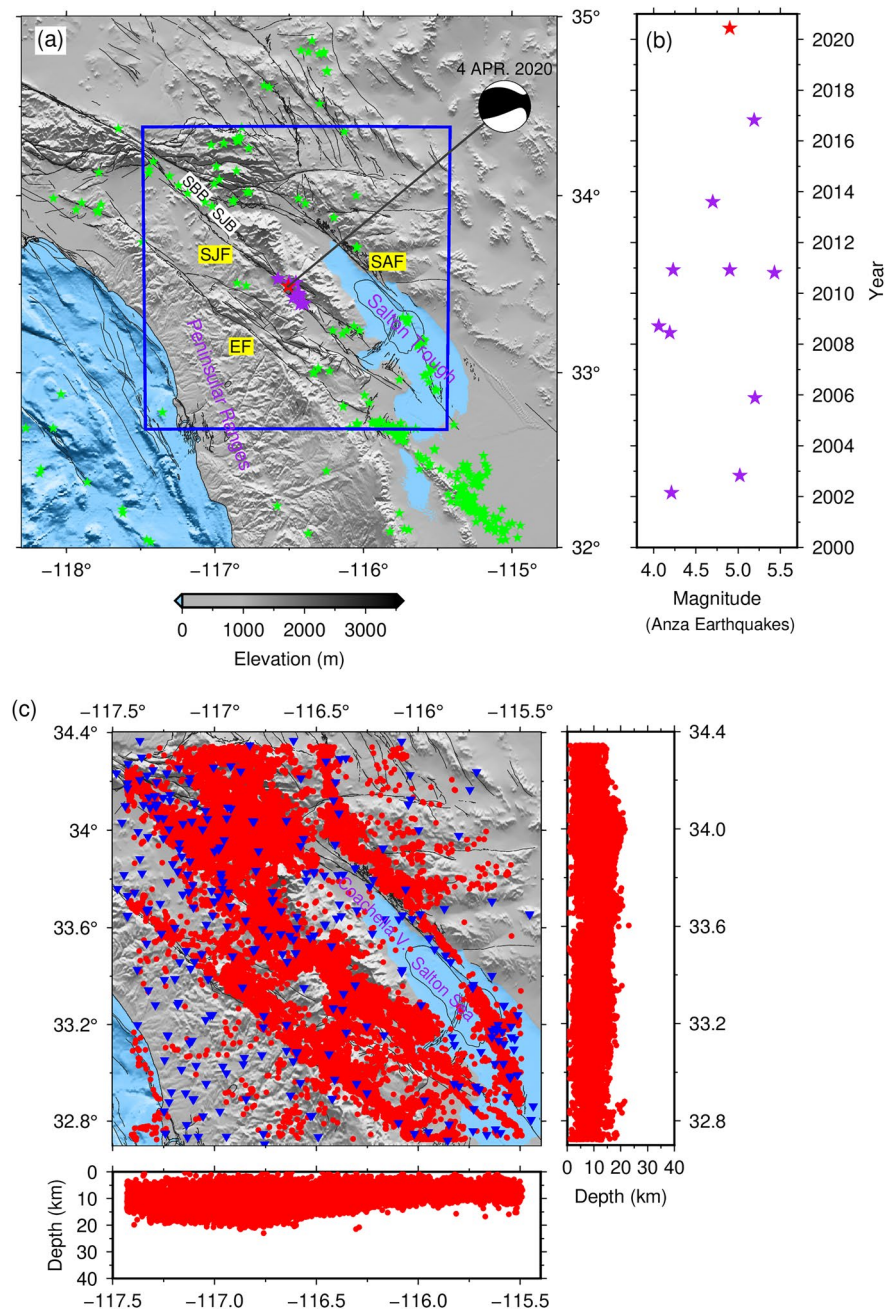 (a)
4 APR. 2020
SBB
SJB
SJF
SAF
EF
Salton Trough
Peninsular Ranges
35°
34°
33°
32°
−118
−117
−116
−115
0 1000 2000 3000
Elevation (m)
(b)
2020
2018
2016
2014
2012
2010
2008
2006
2004
2002
2000
Year
4.0 4.5 5.0 5.5
Magnitude
(Anza Earthquakes)
(c)
−117.5° −117° −116.5° −116° −115.5°
34.4°
34°
33.6°
33.2°
32.8°
Coachella V.
Salton Sea
34.4
34.0
33.6
33.2
32.8
0 10 20 30 40
Depth (km)
0
10
20
30
40
Depth (km)
−117.5 −117.0 −116.5 −116.0 −115.5